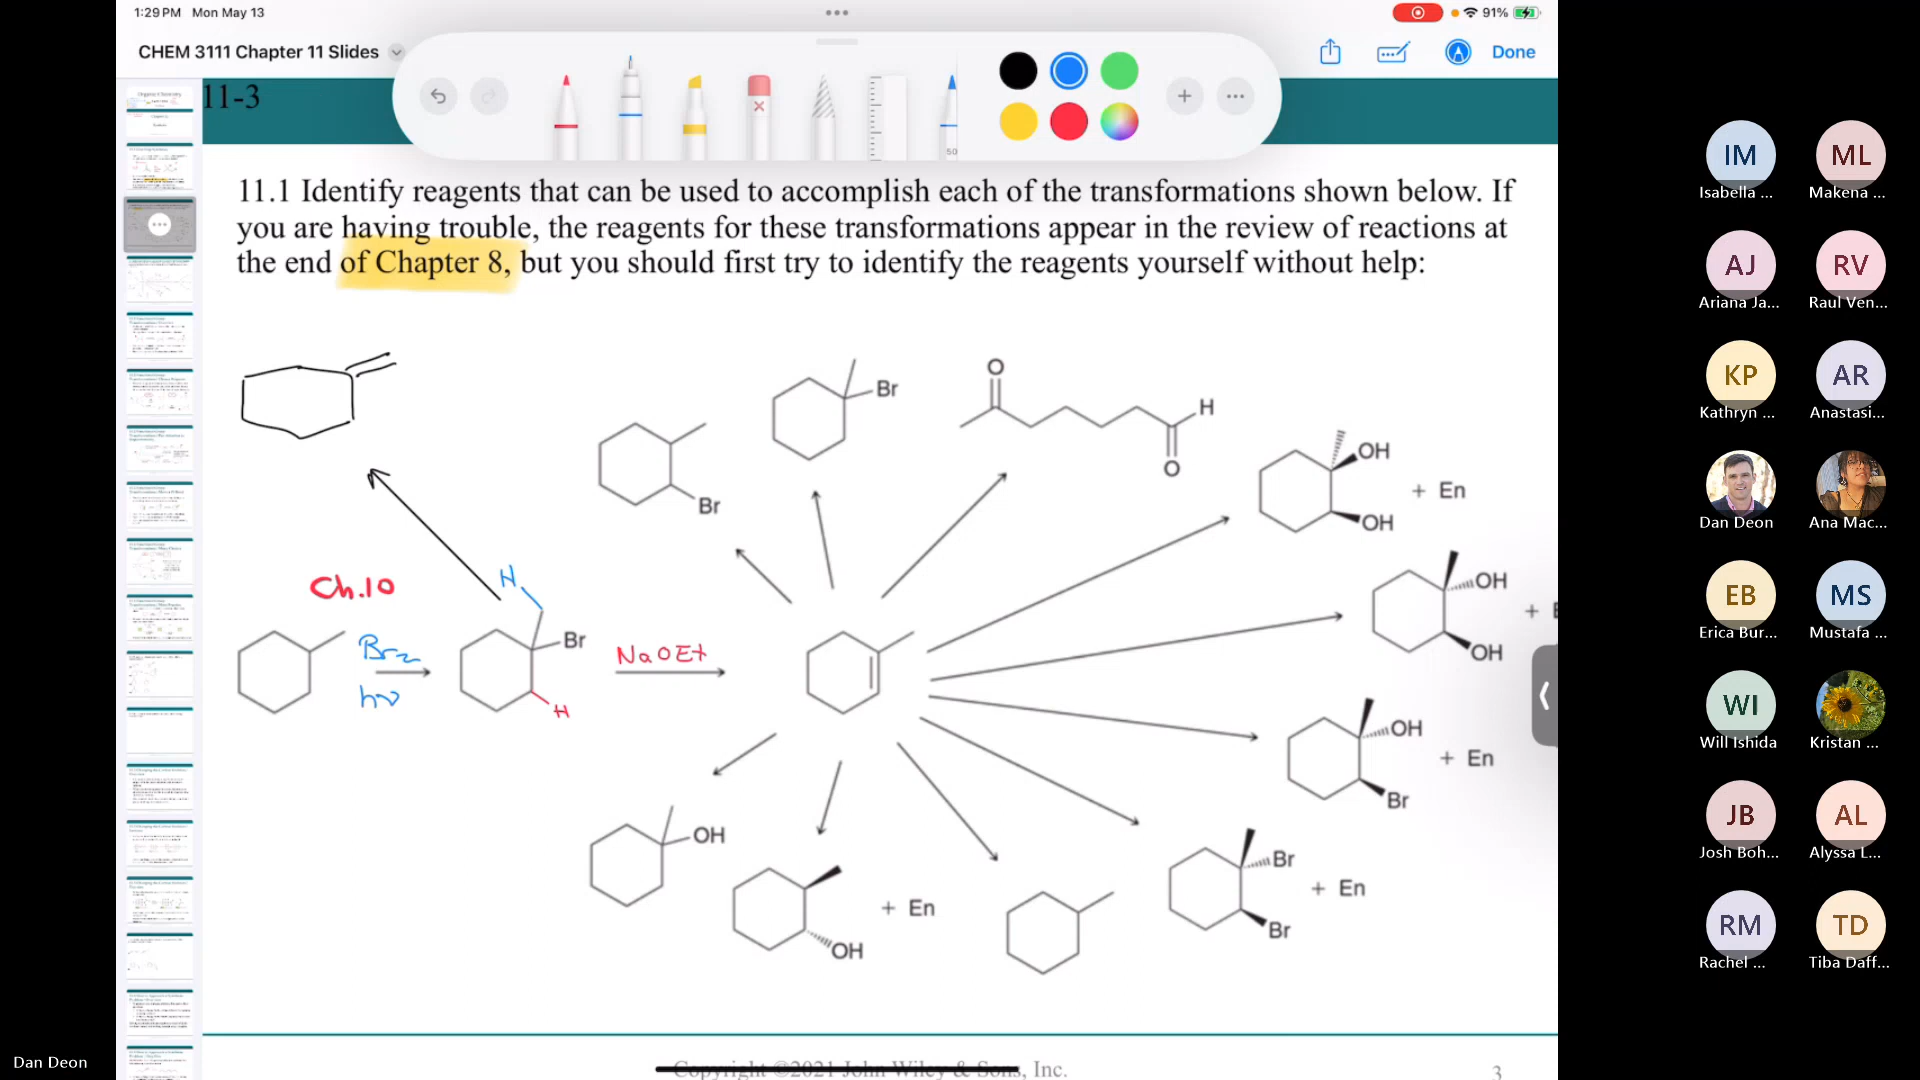 1:29 PM Mon May 13
91%
CHEM 3111 Chapter 11 Slides
Done
11-3
50
11.1 Identify reagents that can be used to accomplish each of the transformations shown below. If
you are having trouble, the reagents for these transformations appear in the review of reactions at
the end of Chapter 8, but you should first try to identify the reagents yourself without help:
O
Br
H
O
Br
OH
+ En
OH
H
Ch.10
OH
+
OH
Br2
hν
Br
H
NaOEt
OH
+ En
Br
OH
Br
+ En
Br
+ En
OH
Copyright ©2021 John Wiley & Sons, Inc.
3
IM
Isabella ...
ML
Makena ...
AJ
Ariana Ja...
RV
Raul Ven...
KP
Kathryn ...
AR
Anastasi...
Dan Deon
Ana Mac...
EB
Erica Bur...
MS
Mustafa ...
WI
Will Ishida
Kristan ...
JB
Josh Boh...
AL
Alyssa L...
RM
Rachel ...
TD
Tiba Daff...
Dan Deon